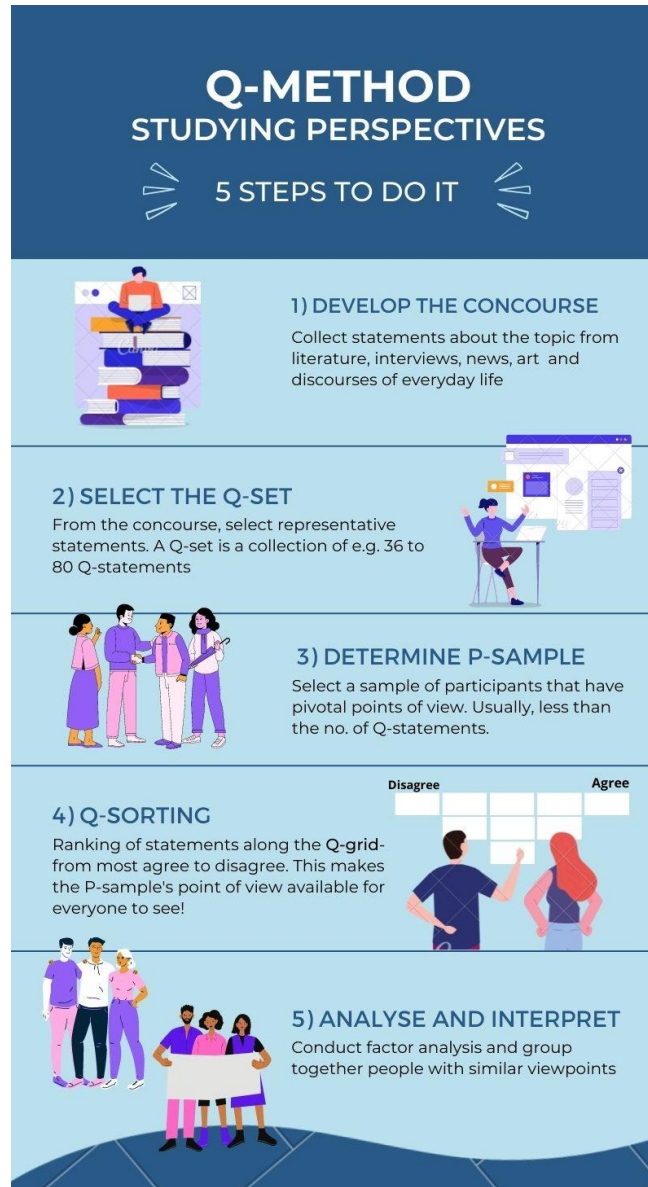 Q-METHOD
STUDYING PERSPECTIVES
5 STEPS TO DO IT
1) DEVELOP THE CONCOURSE
Collect statements about the topic from
literature, interviews, news, art and
discourses of everyday life
2) SELECT THE Q-SET
From the concourse, select representative
statements. A Q-set is a collection of e.g. 36 to
80 Q-statements
3) DETERMINE P-SAMPLE
Select a sample of participants that have
pivotal points of view. Usually, less than
the no. of Q-statements.
Disagree
Agree
4) Q-SORTING
Ranking of statements along the Q-grid-
from most agree to disagree. This makes
the P-sample's point of view available for
everyone to see!
5) ANALYSE AND INTERPRET
Conduct factor analysis and group
together people with similar viewpoints